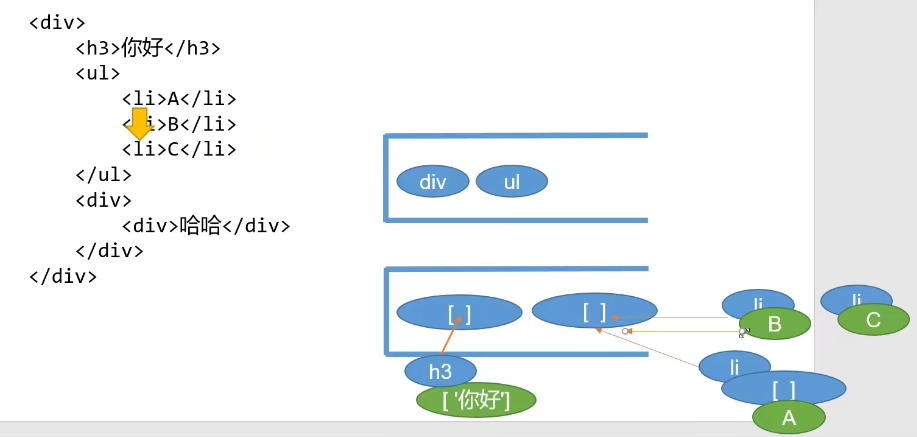 <div>
<h3>你好</h3>
<ul>
<li>A</li>
<li>B</li>
<li>C</li>
</ul>
<div>
<div>哈哈</div>
</div>
</div>
div ul
[ ] [ ]
li
B
li
C
h3
[ '你好']
li
[ ]
A